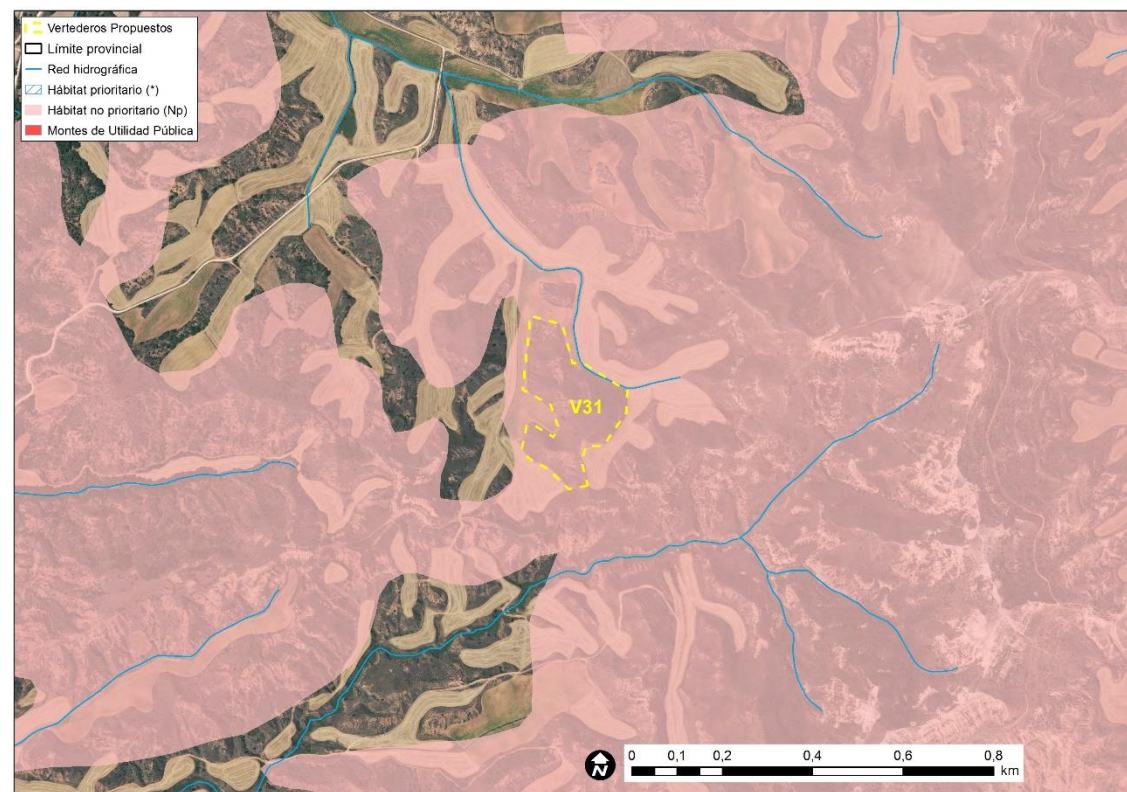 Vertederos Propuestos
Límite provincial
Red hidrográfica
Hábitat prioritario (*)
Hábitat no prioritario (Np)
Montes de Utilidad Pública
V31
N
0 0,1 0,2 0,4 0,6 0,8
km